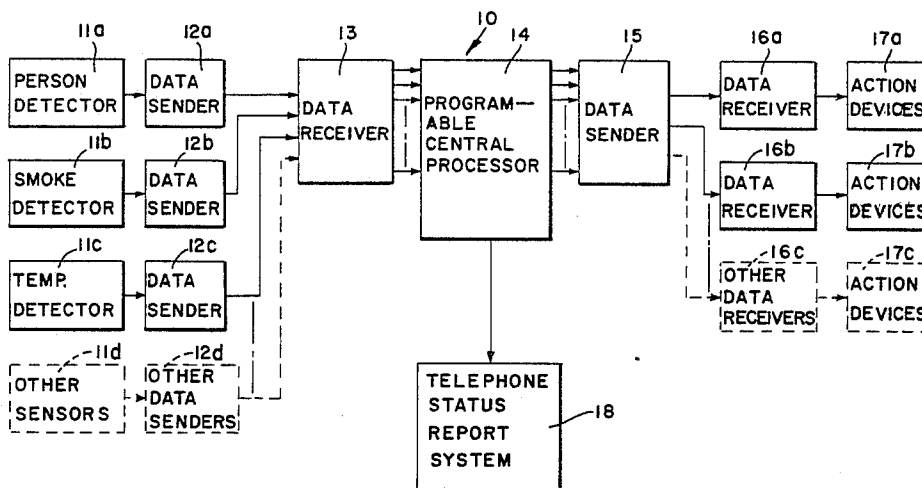 10
11a
12a
13
14
15
16a
17a
PERSON
DETECTOR
DATA
SENDER
DATA
RECEIVER
PROGRAM—
ABLE
CENTRAL
PROCESSOR
DATA
SENDER
DATA
RECEIVER
ACTION
DEVICES
11b
12b
16b
17b
SMOKE
DETECTOR
DATA
SENDER
DATA
RECEIVER
ACTION
DEVICES
11c
12c
16c
17c
TEMP.
DETECTOR
DATA
SENDER
OTHER
DATA
RECEIVERS
ACTION
DEVICES
11d
12d
OTHER
SENSORS
OTHER
DATA
SENDERS
TELEPHONE
STATUS
REPORT
SYSTEM
18